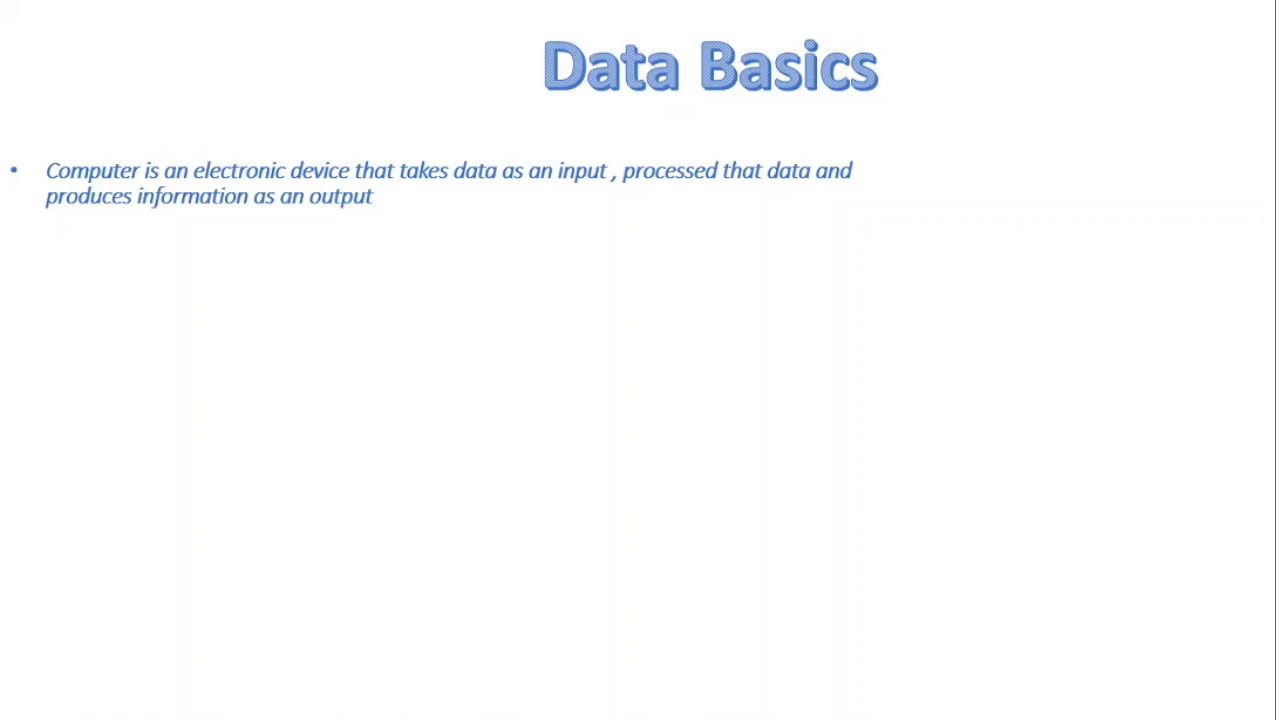 Data Basics
• Computer is an electronic device that takes data as an input , processed that data and
produces information as an output